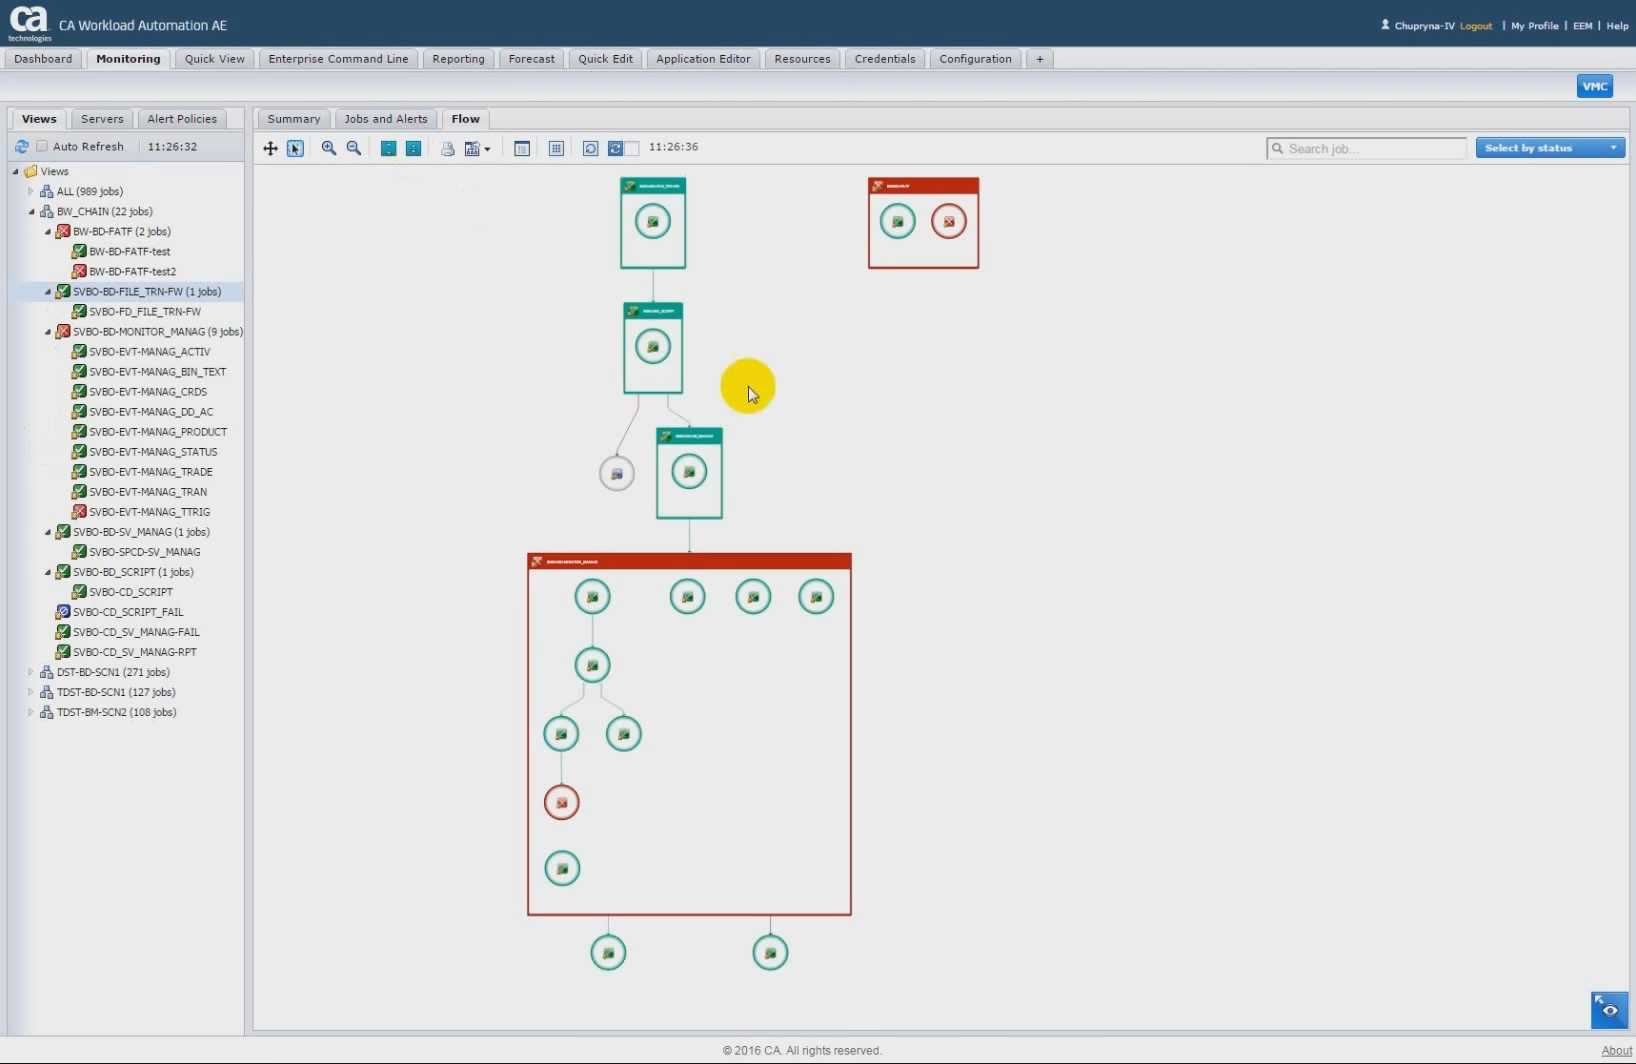 ca
technologies
CA Workload Automation AE
Chupryna-IV Logout | My Profile | EEM | Help
Dashboard
Monitoring
Quick View
Enterprise Command Line
Reporting
Forecast
Quick Edit
Application Editor
Resources
Credentials
Configuration
+
VMC
Views
Servers
Alert Policies
Summary
Jobs and Alerts
Flow
Auto Refresh
11:26:32
11:26:36
Search job...
Select by status
Views
ALL (989 jobs)
BW_CHAIN (22 jobs)
BW-BD-FATF (2 jobs)
BW-BD-FATF-test
BW-BD-FATF-test2
SVBO-BD-FILE_TRN-FW (1 jobs)
SVBO-FD_FILE_TRN-FW
SVBO-BD-MONITOR_MANAG (9 jobs)
SVBO-EVT-MANAG_ACTIV
SVBO-EVT-MANAG_BIN_TEXT
SVBO-EVT-MANAG_CRDS
SVBO-EVT-MANAG_DD_AC
SVBO-EVT-MANAG_PRODUCT
SVBO-EVT-MANAG_STATUS
SVBO-EVT-MANAG_TRADE
SVBO-EVT-MANAG_TRAN
SVBO-EVT-MANAG_TTRIG
SVBO-BD-SV_MANAG (1 jobs)
SVBO-SPCD-SV_MANAG
SVBO-BD_SCRIPT (1 jobs)
SVBO-CD_SCRIPT
SVBO-CD_SCRIPT_FAIL
SVBO-CD_SV_MANAG-FAIL
SVBO-CD_SV_MANAG-RPT
DST-BD-SCN1 (271 jobs)
TDST-BD-SCN1 (127 jobs)
TDST-BM-SCN2 (108 jobs)
© 2016 CA. All rights reserved.
About